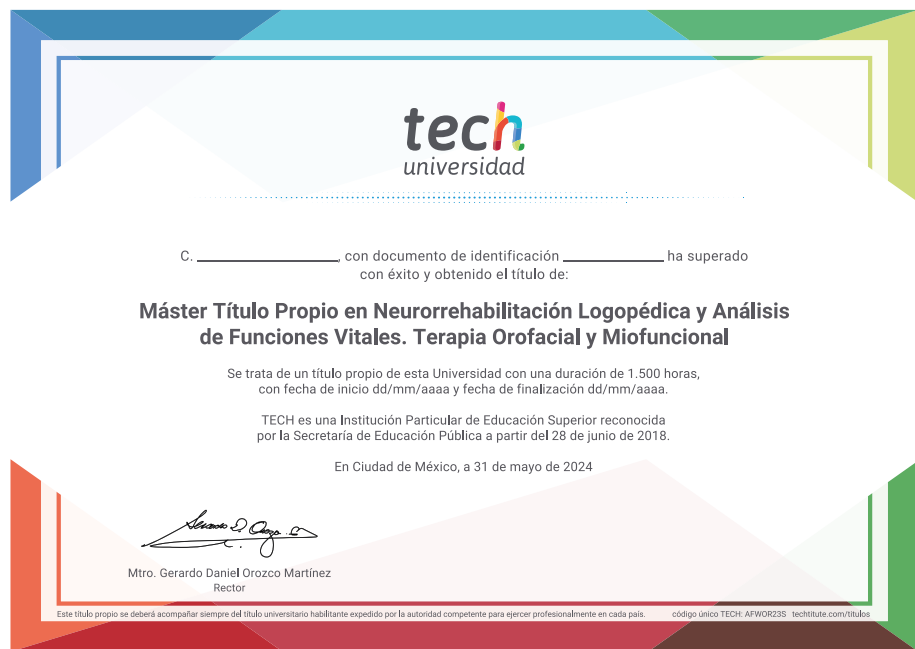 tech
universidad
C. ____________, con documento de identificación ____________ ha superado
con éxito y obtenido el título de:
Máster Título Propio en Neurorrehabilitación Logopédica y Análisis
de Funciones Vitales. Terapia Orofacial y Miofuncional
Se trata de un título propio de esta Universidad con una duración de 1.500 horas,
con fecha de inicio dd/mm/aaaa y fecha de finalización dd/mm/aaaa.
TECH es una Institución Particular de Educación Superior reconocida
por la Secretaría de Educación Pública a partir del 28 de junio de 2018.
En Ciudad de México, a 31 de mayo de 2024
Mtro. Gerardo Daniel Orozco Martínez
Rector
Este título propio se deberá acompañar siempre del título universitario habilitante expedido por la autoridad competente para ejercer profesionalmente en cada país. código único TECH: AFWOR23S techtitute.com/titulos